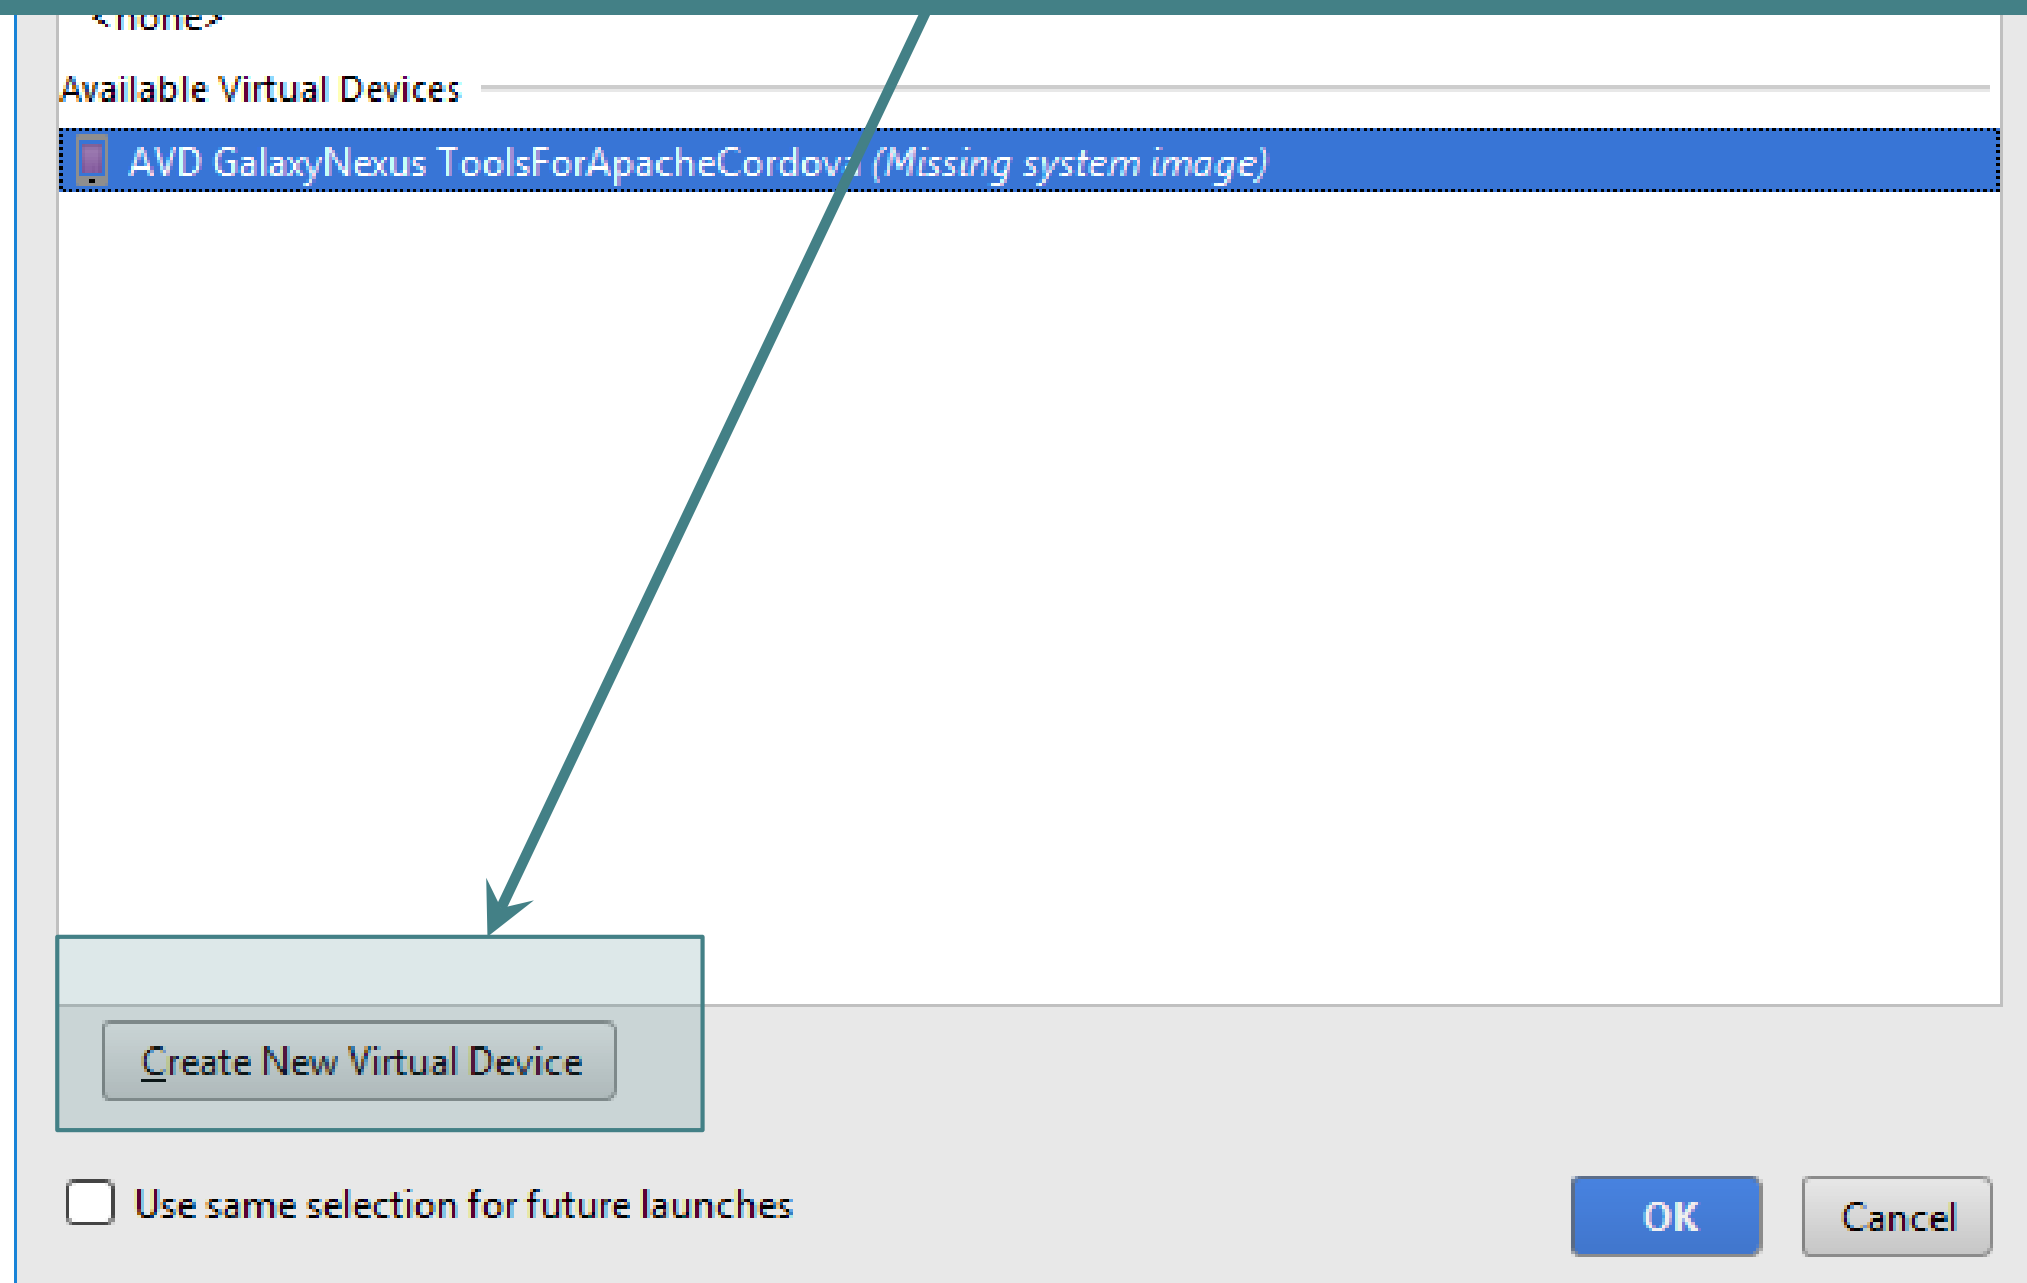 <none>
Available Virtual Devices
AVD GalaxyNexus ToolsForApacheCordova (Missing system image)
Create New Virtual Device
Use same selection for future launches
OK
Cancel